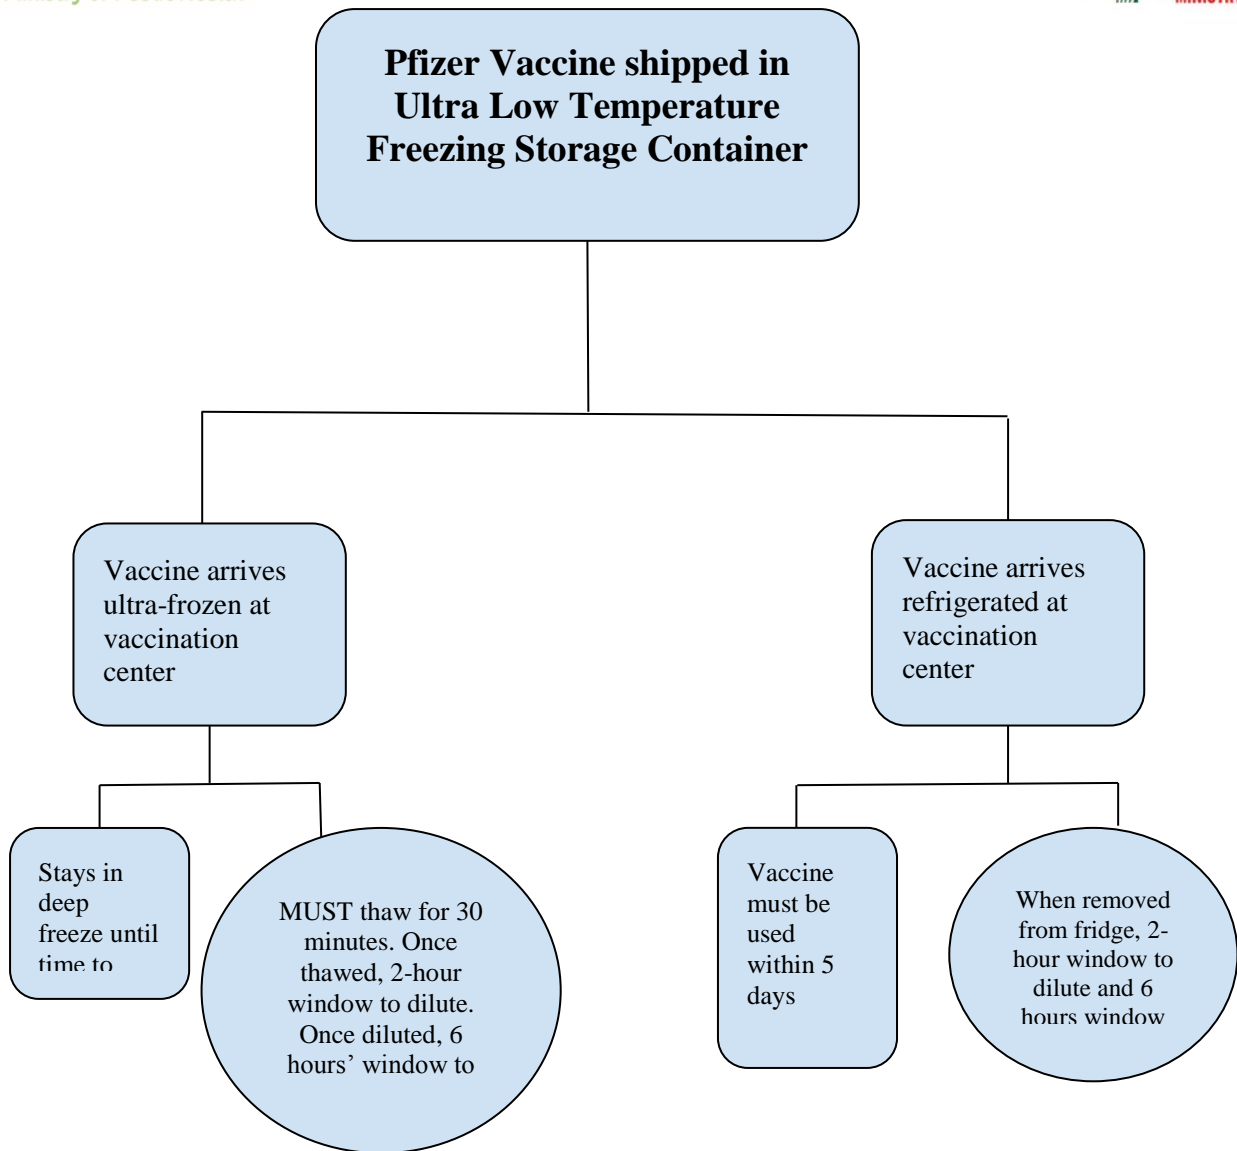 Pfizer Vaccine shipped in
Ultra Low Temperature
Freezing Storage Container
Vaccine arrives
ultra-frozen at
vaccination
center
Vaccine arrives
refrigerated at
vaccination
center
Stays in
deep
freeze until
time to
MUST thaw for 30
minutes. Once
thawed, 2-hour
window to dilute.
Once diluted, 6
hours’ window to
Vaccine
must be
used
within 5
days
When removed
from fridge, 2-
hour window to
dilute and 6
hours window